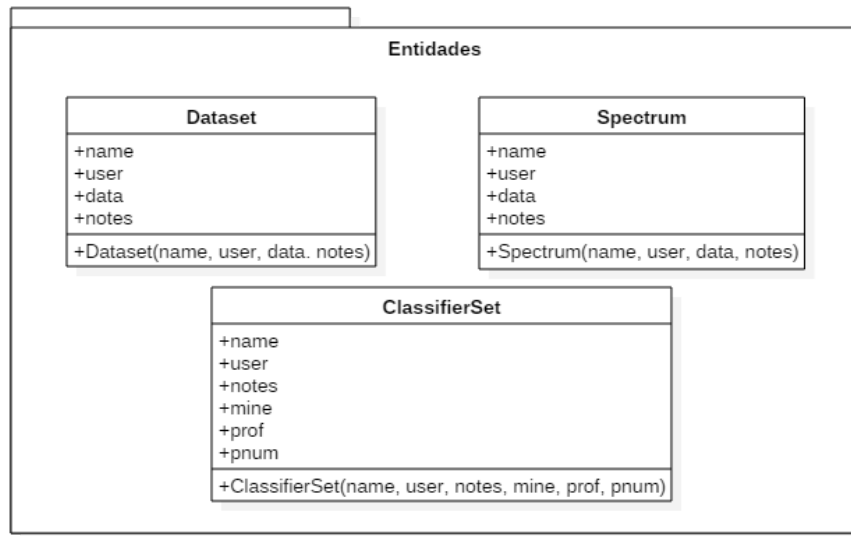 Entidades
Dataset
+name
+user
+data
+notes
+Dataset(name, user, data. notes)
Spectrum
+name
+user
+data
+notes
+Spectrum(name, user, data, notes)
ClassifierSet
+name
+user
+notes
+mine
+prof
+pnum
+ClassifierSet(name, user, notes, mine, prof, pnum)